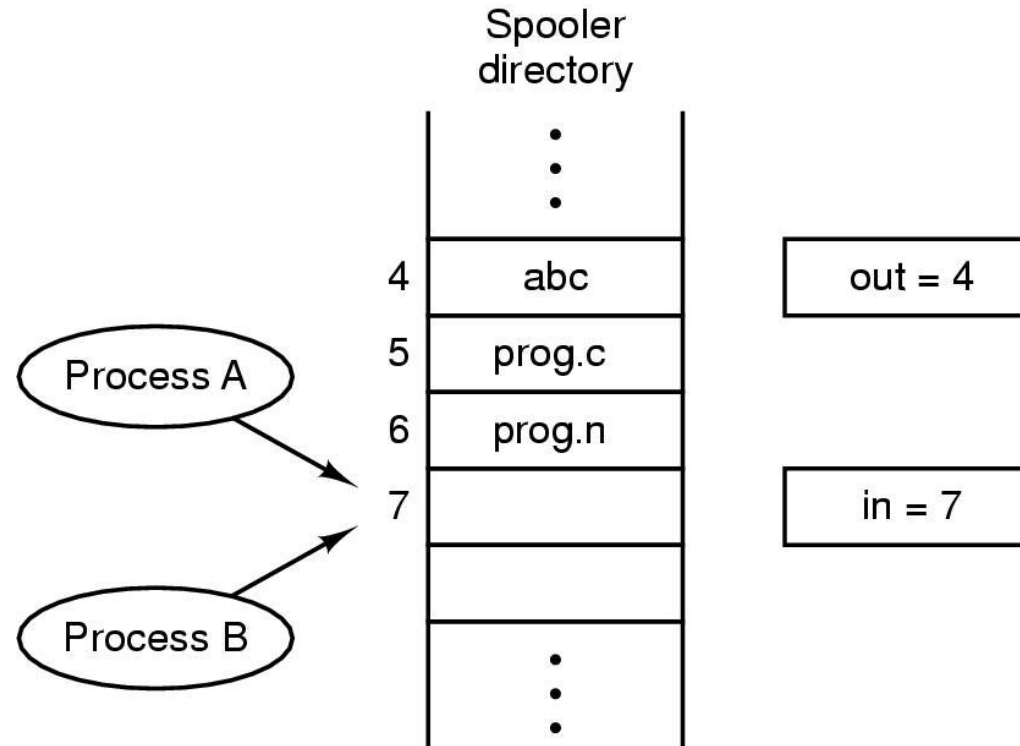 Spooler
directory
4
abc
out = 4
5
prog.c
Process A
6
prog.n
7
in = 7
Process B